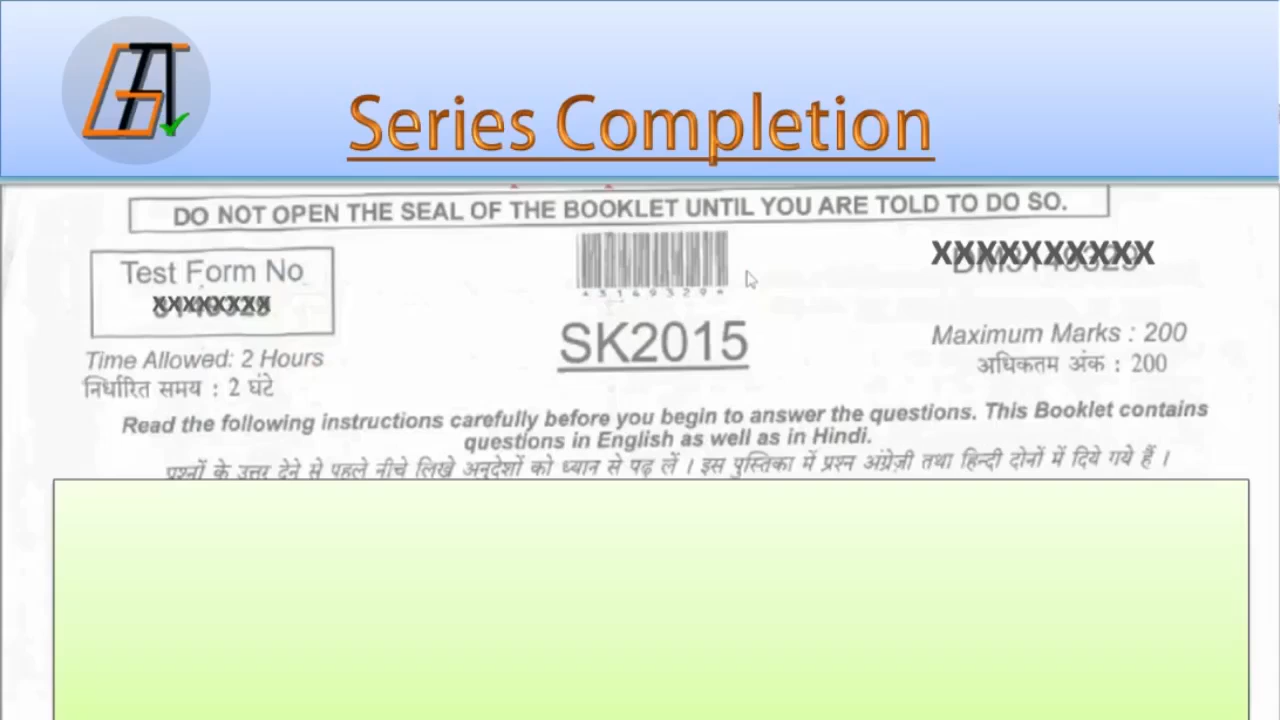 Series Completion
DO NOT OPEN THE SEAL OF THE BOOKLET UNTIL YOU ARE TOLD TO DO SO.
Test Form No
XXXXXXXX
XXXXXXXXXX
SK2015
Time Allowed: 2 Hours
निर्धारित समय : 2 घंटे
Maximum Marks : 200
अधिकतम अंक : 200
Read the following instructions carefully before you begin to answer the questions. This Booklet contains
questions in English as well as in Hindi.
प्रश्नों के उत्तर देने से पहले नीचे लिखे अनुदेशों को ध्यान से पढ़ लें । इस पुस्तिका में प्रश्न अंग्रेज़ी तथा हिन्दी दोनों में दिये गये हैं ।